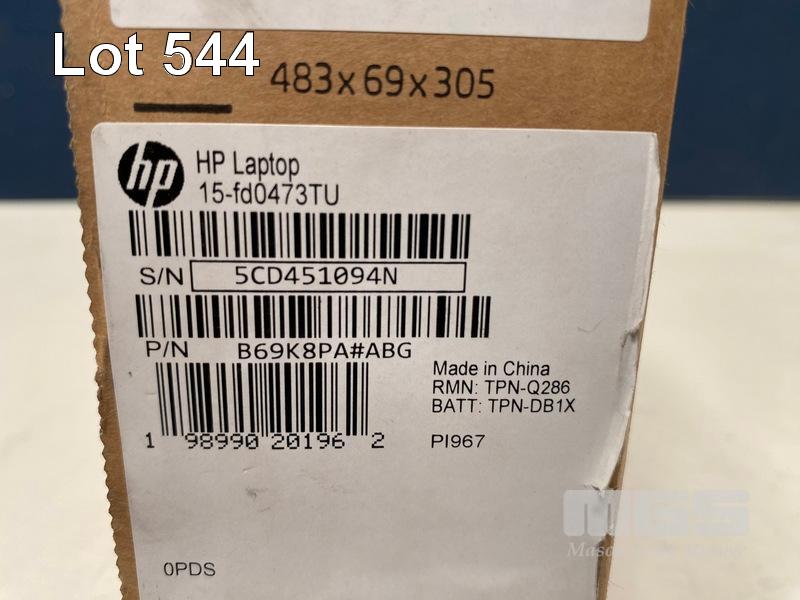 Lot 544
483x69x305
hp HP Laptop
15-fd0473TU
S/N 5CD451094N
P/N B69K8PA#ABG
Made in China
RMN: TPN-Q286
BATT: TPN-DB1X
1 98990 20196 2
PI967
MGS
0PDS